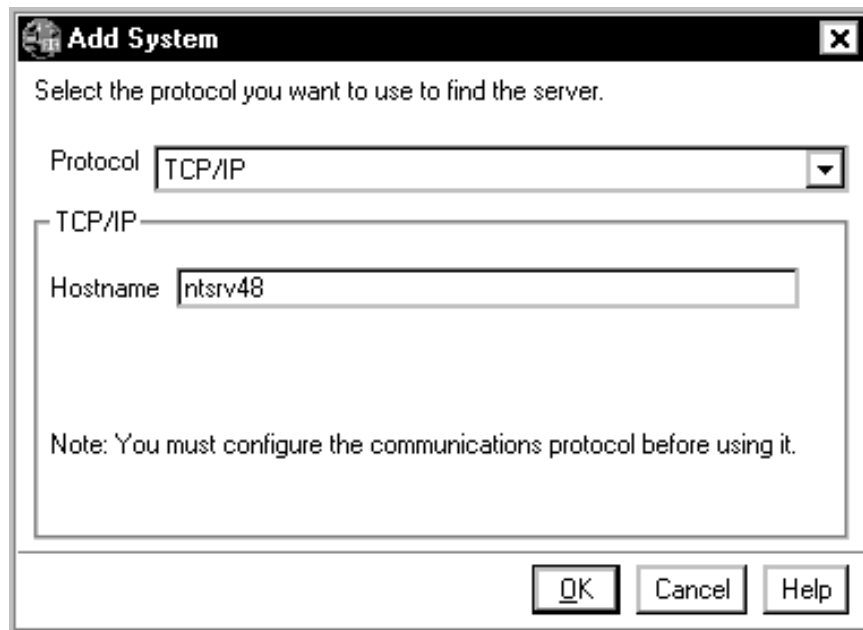 Add System
Select the protocol you want to use to find the server.
Protocol TCP/IP
TCP/IP
Hostname ntsrv48
Note: You must configure the communications protocol before using it.
OK Cancel Help